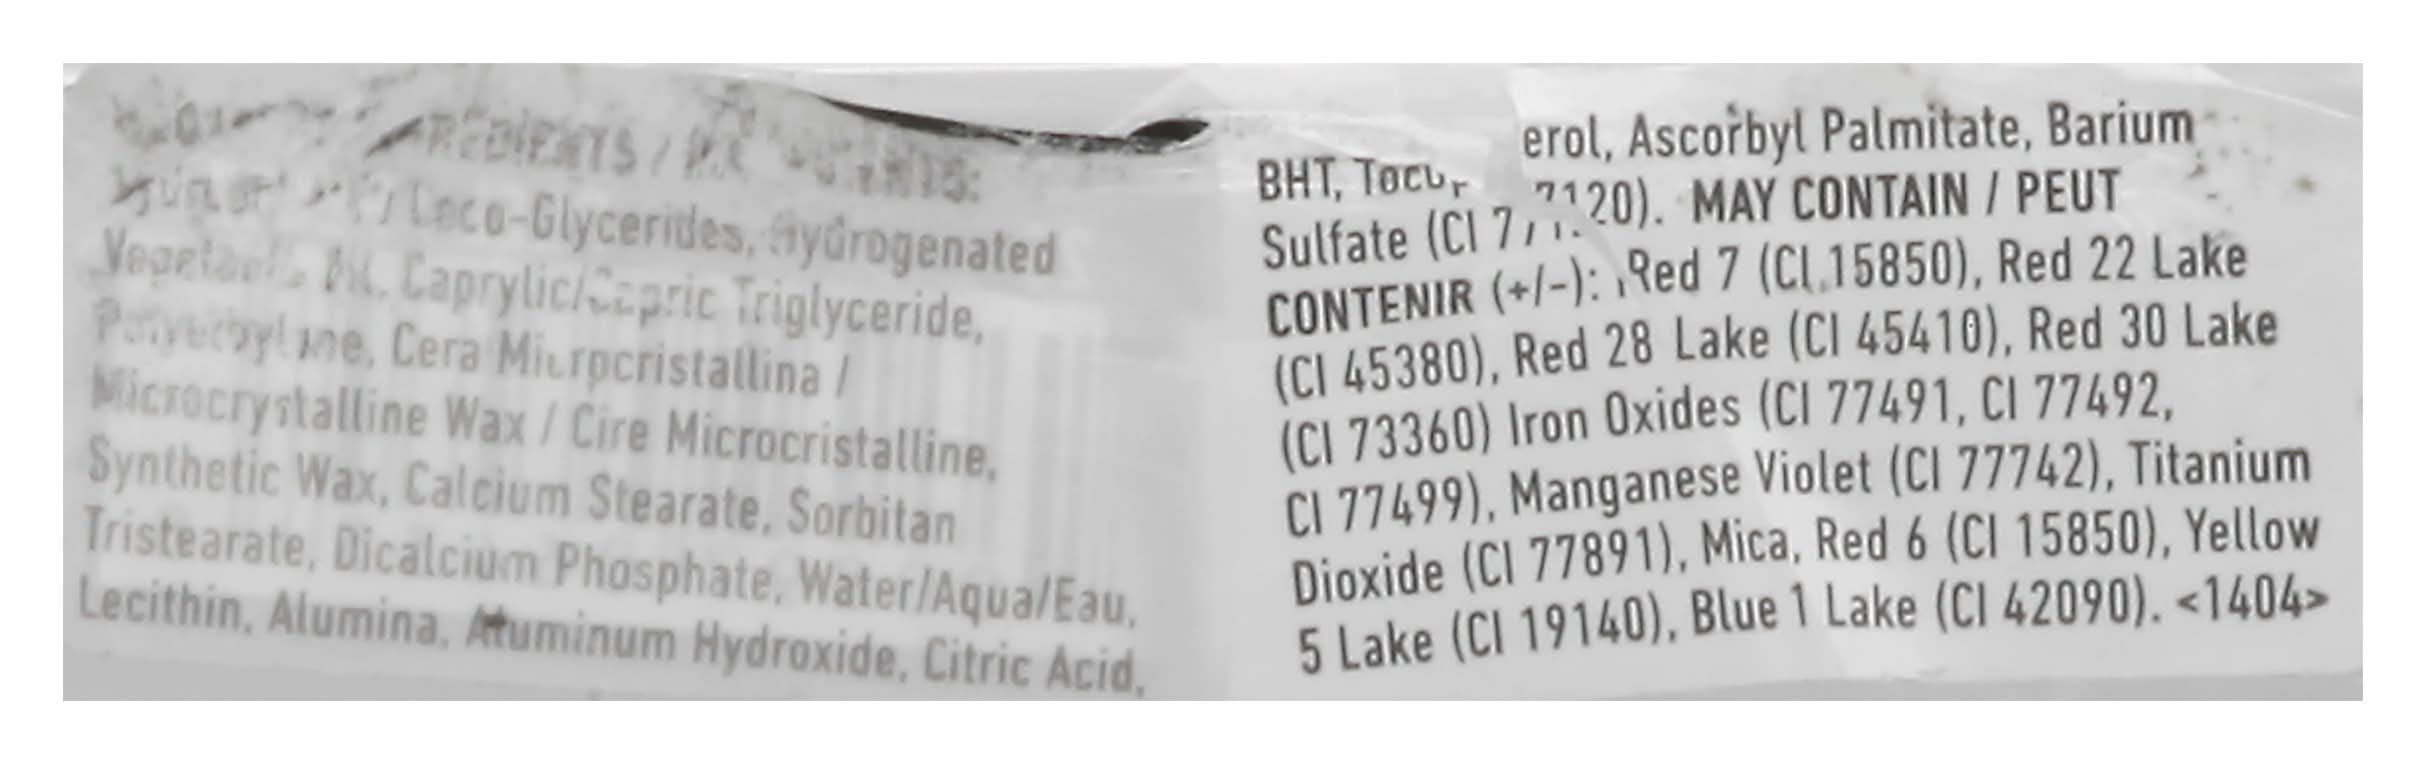 Coco-Glycerides, Hydrogenated
Caprylic/Capric Triglyceride,
Cera
Microcrystalline Wax / Cire Microcristalline,
Synthetic Wax, Calcium Stearate, Sorbitan
Tristearate, Dicalcium Phosphate, Water/Aqua/Eau,
Lecithin, Alumina, Aluminum Hydroxide, Citric Acid,
BHT, erol, Ascorbyl Palmitate, Barium
Sulfate (CI MAY CONTAIN / PEUT
CONTENIR (+/-): Red 7 (CI 15850), Red 22 Lake
(CI 45380), Red 28 Lake (CI 45410), Red 30 Lake
(CI 73360) Iron Oxides (CI 77491, CI 77492,
CI 77499), Manganese Violet (CI 77742), Titanium
Dioxide (CI 77891), Mica, Red 6 (CI 15850), Yellow
5 Lake (CI 19140), Blue 1 Lake (CI 42090). <1404>